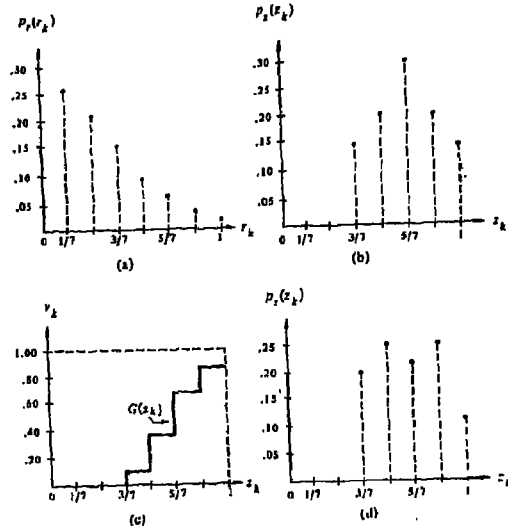 p_r(r_k)
.30
.25
.20
.15
.10
.05
0 1/7 3/7 5/7 1 r_k
(a)
p_z(z_k)
.30
.25
.20
.15
.10
.05
0 1/7 3/7 5/7 1 z_k
(b)
v_k
1.00
.80
.60
.40
.20
G(z_k)
0 1/7 3/7 5/7 1 z_k
(c)
p_z(z_k)
.25
.20
.15
.10
.05
0 1/7 3/7 5/7 1
(d)